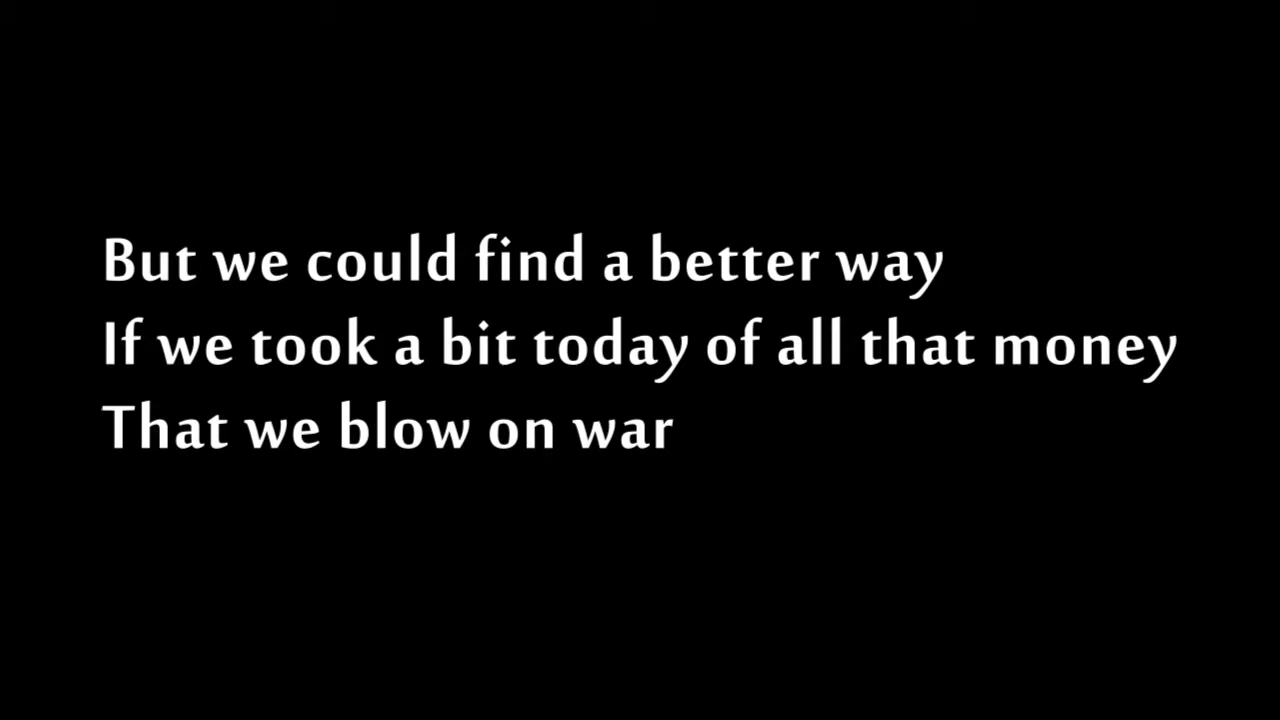 But we could find a better way
If we took a bit today of all that money
That we blow on war